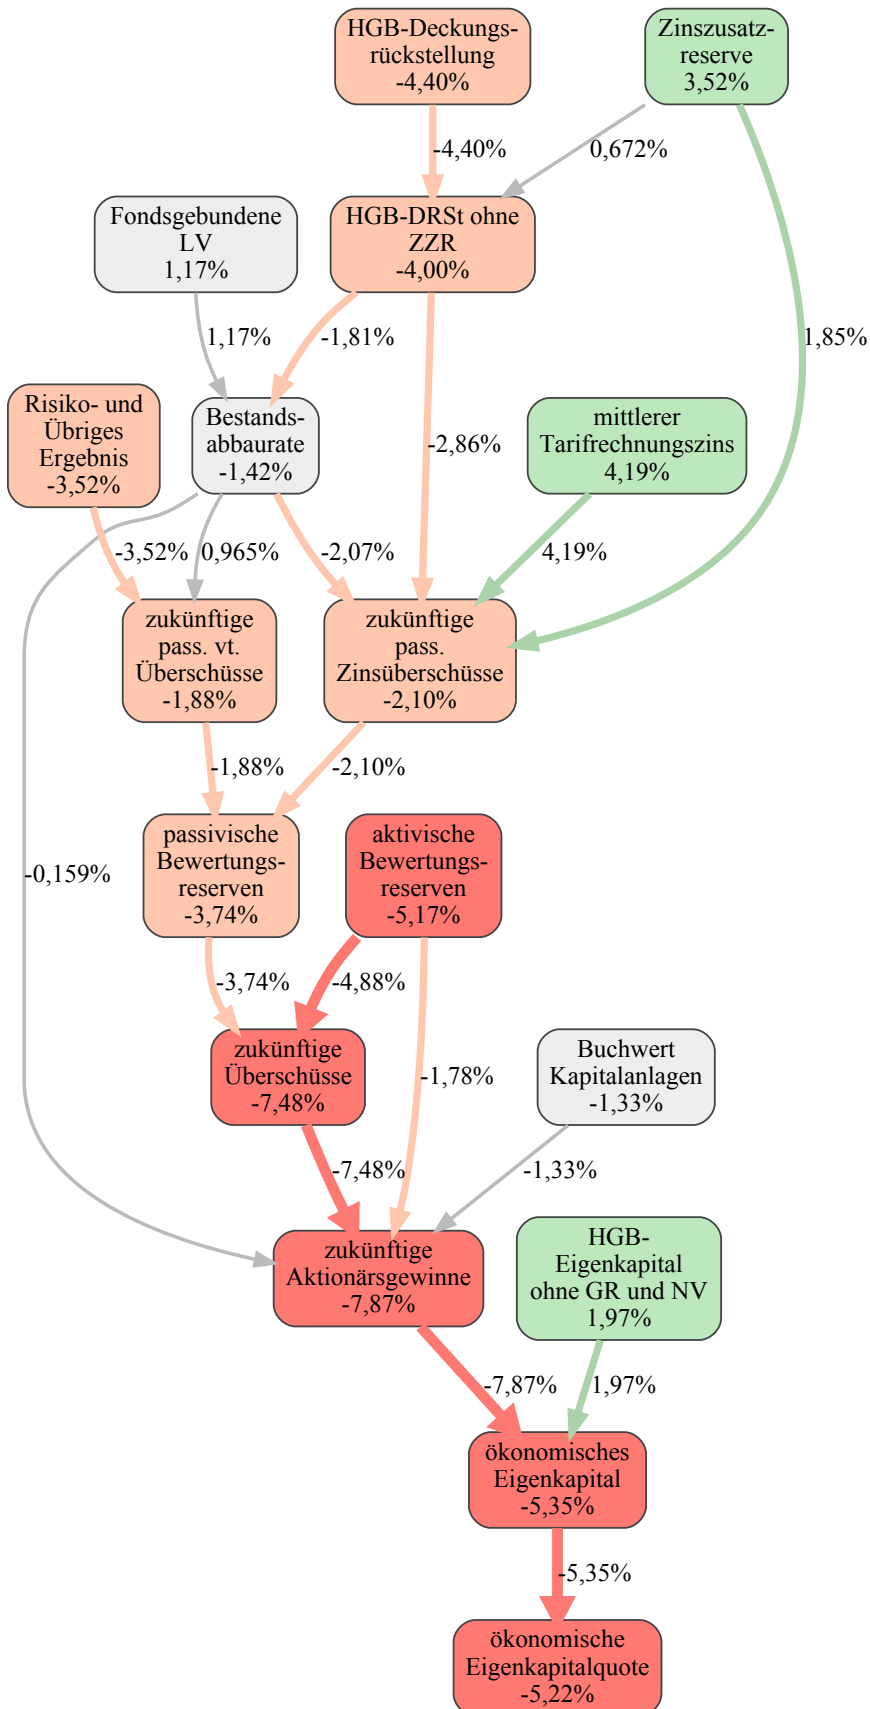 HGB-Deckungs-
rückstellung
-4,40%
Zinszusatz-
reserve
3,52%
-4,40%
0,672%
Fondsgebundene
LV
1,17%
HGB-DRSt ohne
ZZR
-4,00%
1,17%
-1,81%
1,85%
Risiko- und
Übriges
Ergebnis
-3,52%
Bestands-
abbaurate
-1,42%
-2,86%
mittlerer
Tarifrechnungszins
4,19%
-3,52%
0,965%
-2,07%
4,19%
zukünftige
pass. vt.
Überschüsse
-1,88%
zukünftige
pass.
Zinsüberschüsse
-2,10%
-1,88%
-2,10%
-0,159%
passivische
Bewertungs-
reserven
-3,74%
aktivische
Bewertungs-
reserven
-5,17%
-3,74%
-4,88%
-1,78%
zukünftige
Überschüsse
-7,48%
Buchwert
Kapitalanlagen
-1,33%
-7,48%
-1,33%
zukünftige
Aktionärsgewinne
-7,87%
HGB-
Eigenkapital
ohne GR und NV
1,97%
-7,87%
1,97%
ökonomisches
Eigenkapital
-5,35%
-5,35%
ökonomische
Eigenkapitalquote
-5,22%